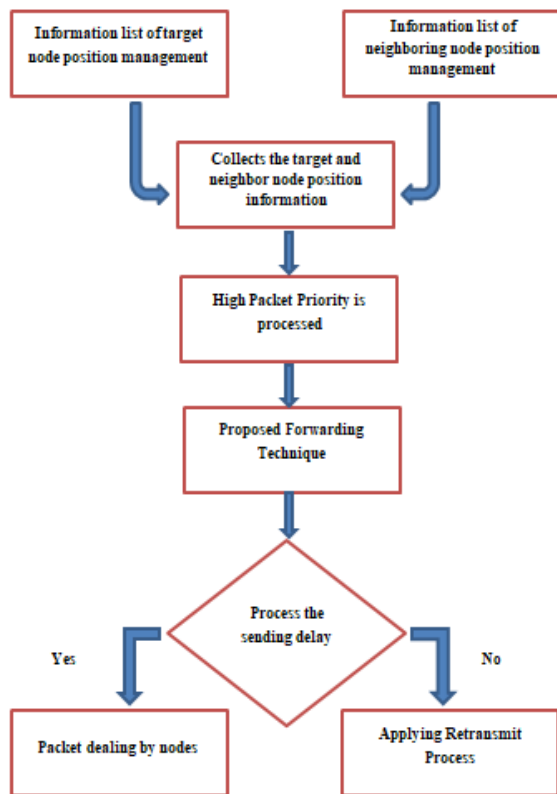 Information list of target
node position management
Information list of
neighboring node position
management
Collects the target and
neighbor node position
information
High Packet Priority is
processed
Proposed Forwarding
Technique
Process the
sending delay
Yes
No
Packet dealing by nodes
Applying Retransmit
Process